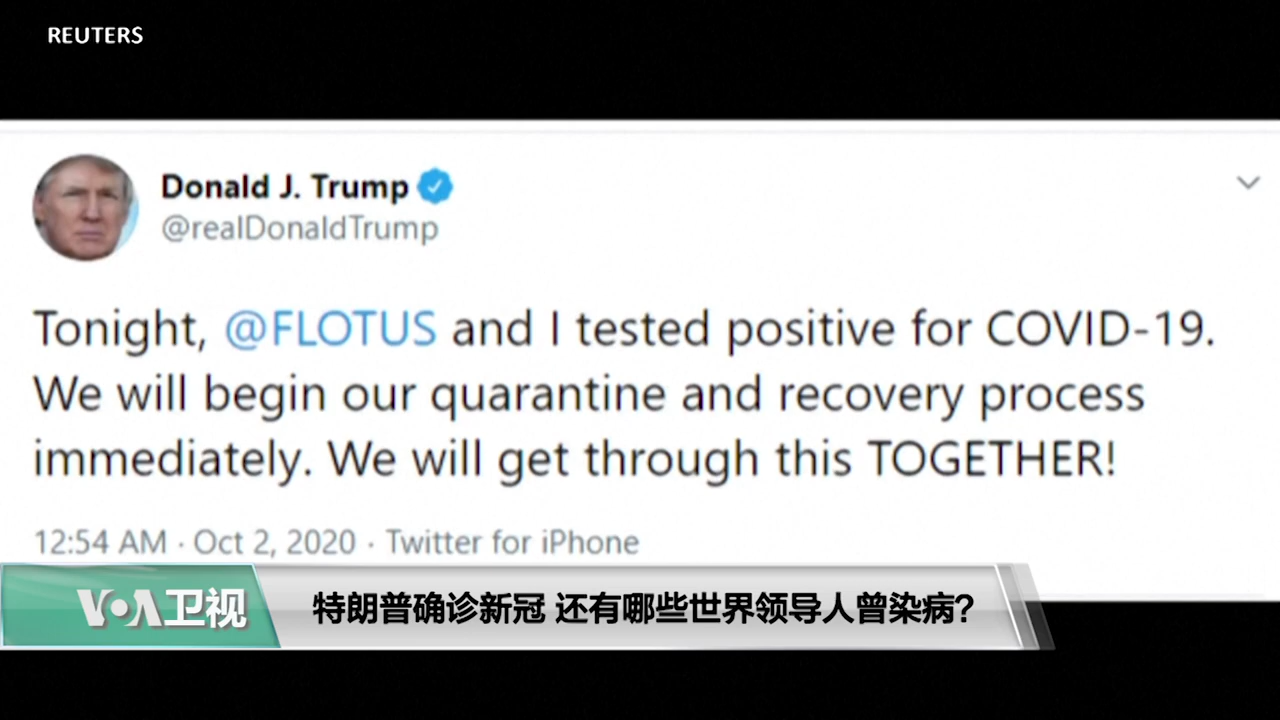 REUTERS
Donald J. Trump
@realDonaldTrump
Tonight, @FLOTUS and I tested positive for COVID-19.
We will begin our quarantine and recovery process
immediately. We will get through this TOGETHER!
12:54 AM · Oct 2, 2020 · Twitter for iPhone
VOA卫视
特朗普确诊新冠 还有哪些世界领导人曾染病?